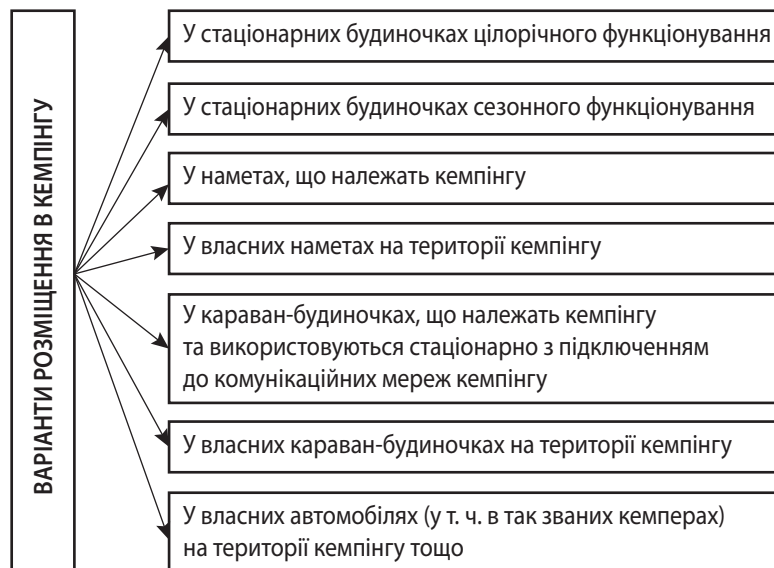 ВАРІАНТИ РОЗМІЩЕННЯ В КЕМПІНГУ
У стаціонарних будиночках цілорічного функціонування
У стаціонарних будиночках сезонного функціонування
У наметах, що належать кемпінгу
У власних наметах на території кемпінгу
У караван-будиночках, що належать кемпінгу
та використовуються стаціонарно з підключенням
до комунікаційних мереж кемпінгу
У власних караван-будиночках на території кемпінгу
У власних автомобілях (у т. ч. в так званих кемперах)
на території кемпінгу тощо